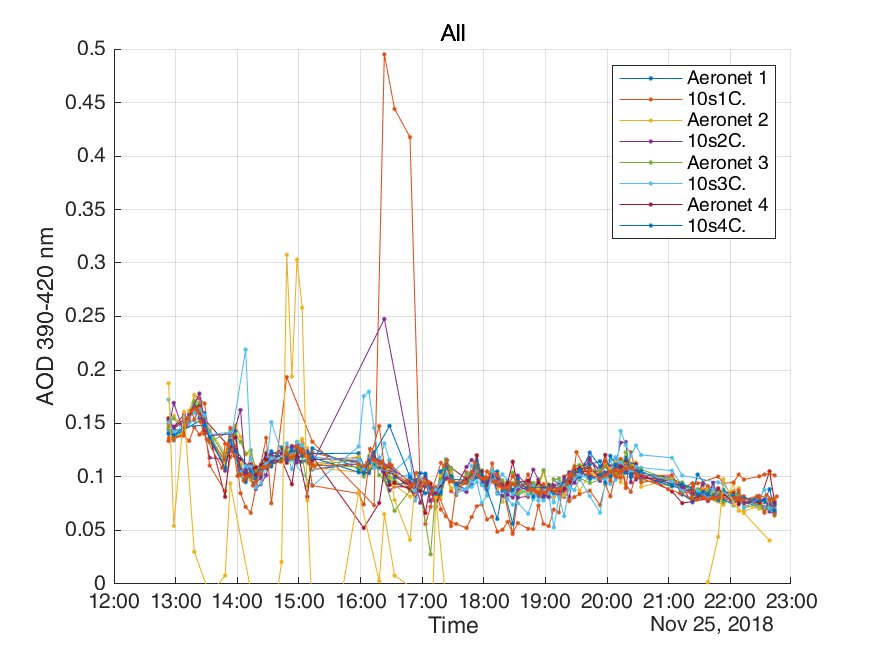 All
0.5
0.45
0.4
0.35
0.3
0.25
0.2
0.15
0.1
0.05
0
AOD 390-420 nm
Aeronet 1
10s1C.
Aeronet 2
10s2C.
Aeronet 3
10s3C.
Aeronet 4
10s4C.
12:00 13:00 14:00 15:00 16:00 17:00 18:00 19:00 20:00 21:00 22:00 23:00
Time
Nov 25, 2018